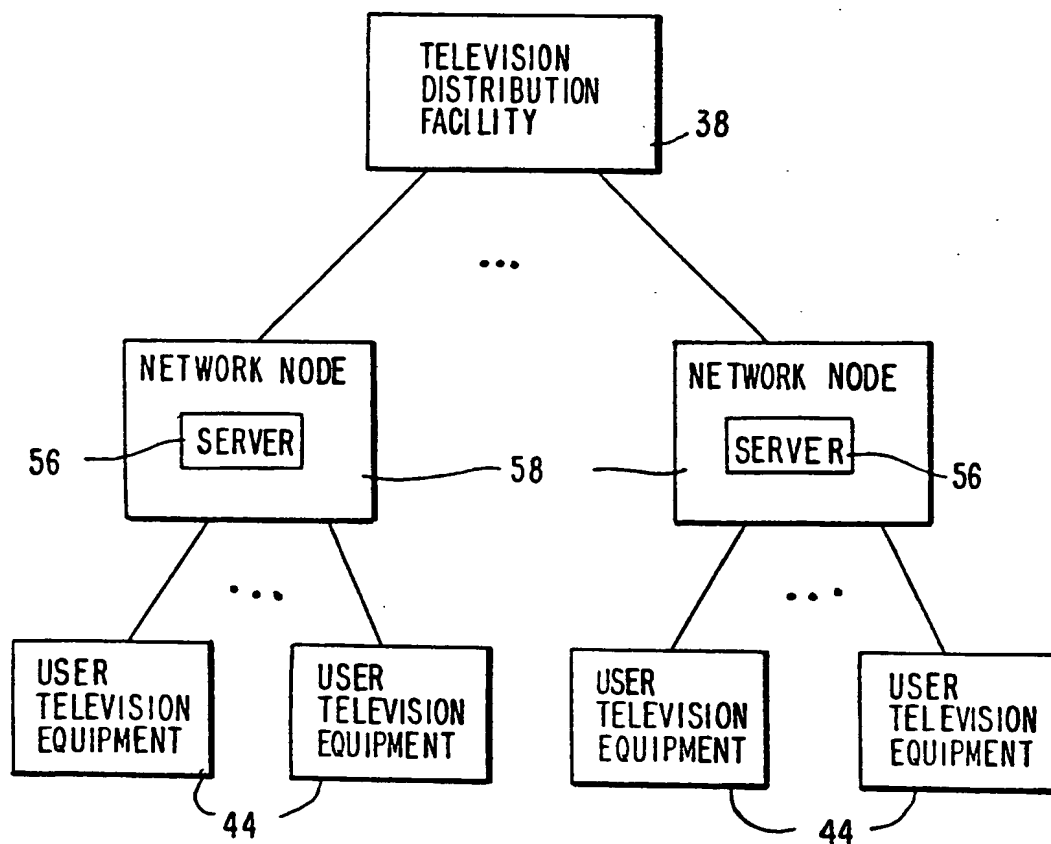 TELEVISION
DISTRIBUTION
FACILITY
38
NETWORK NODE
SERVER
56
58
NETWORK NODE
SERVER
56
USER
TELEVISION
EQUIPMENT
USER
TELEVISION
EQUIPMENT
44
USER
TELEVISION
EQUIPMENT
USER
TELEVISION
EQUIPMENT
44